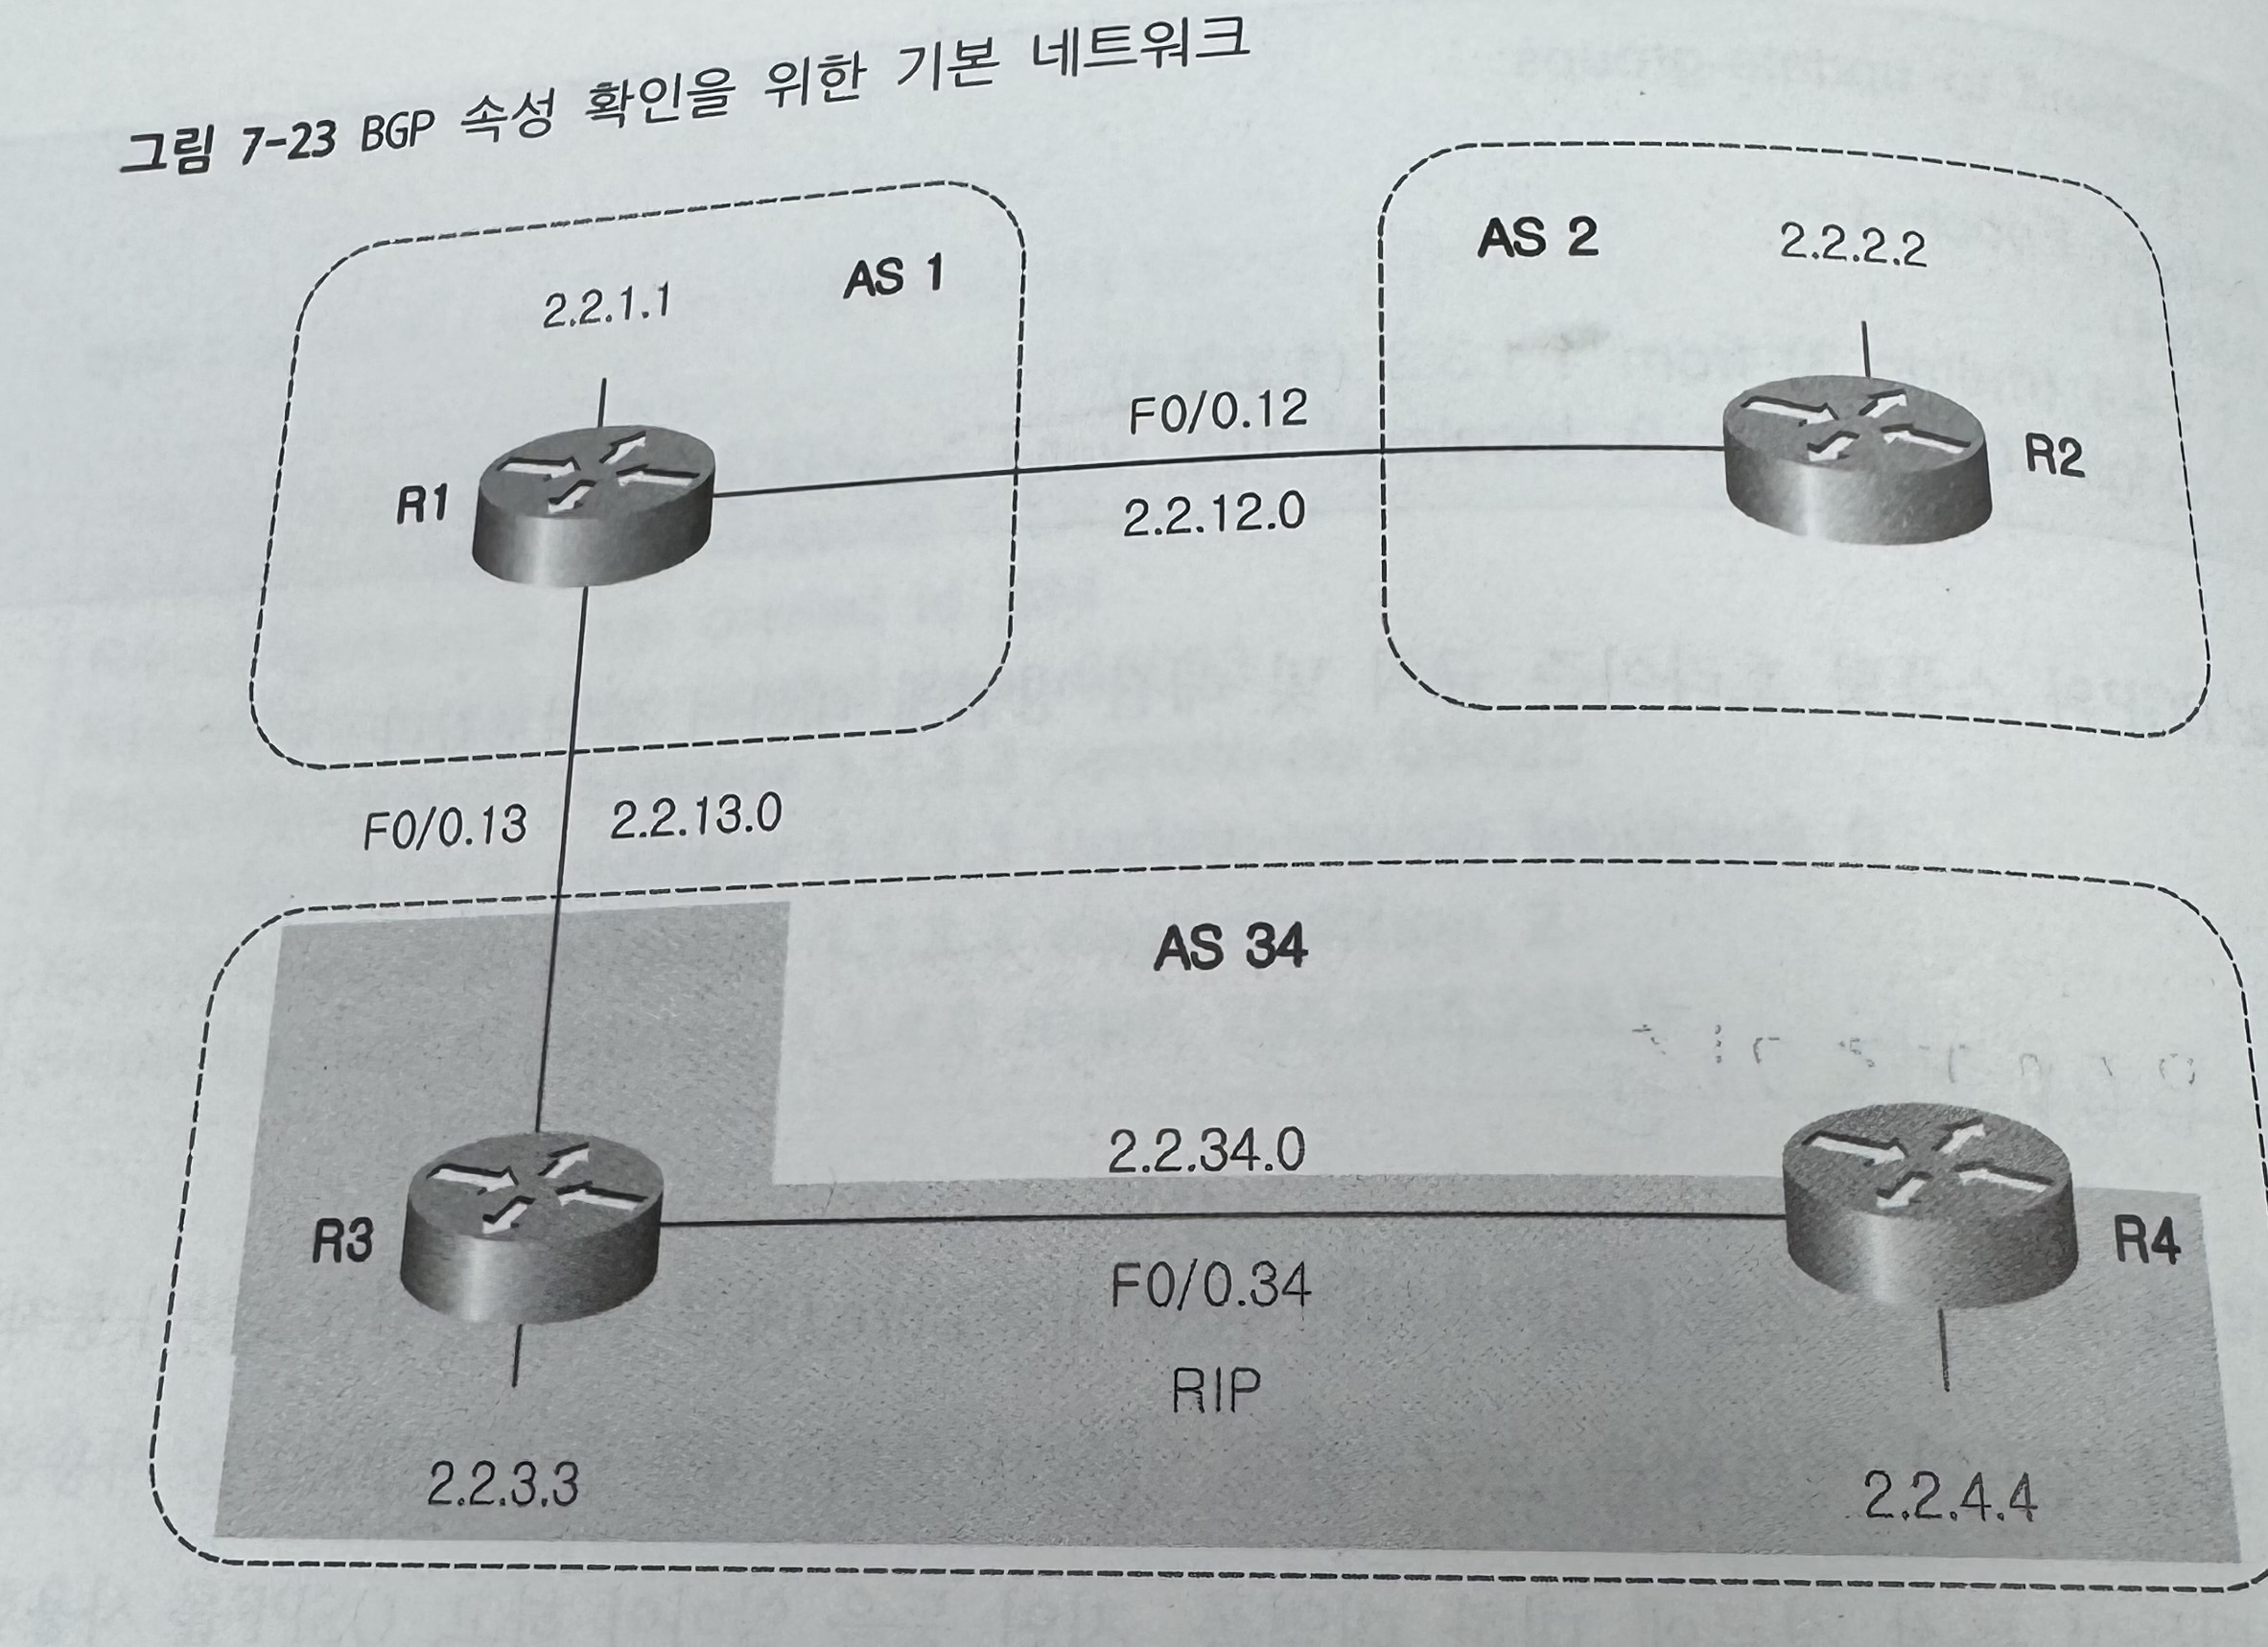 그림 7-23 BGP 속성 확인을 위한 기본 네트워크
AS 1
2.2.1.1
R1
AS 2
2.2.2.2
R2
F0/0.12
2.2.12.0
F0/0.13
2.2.13.0
AS 34
R3
2.2.34.0
F0/0.34
RIP
R4
2.2.3.3
2.2.4.4